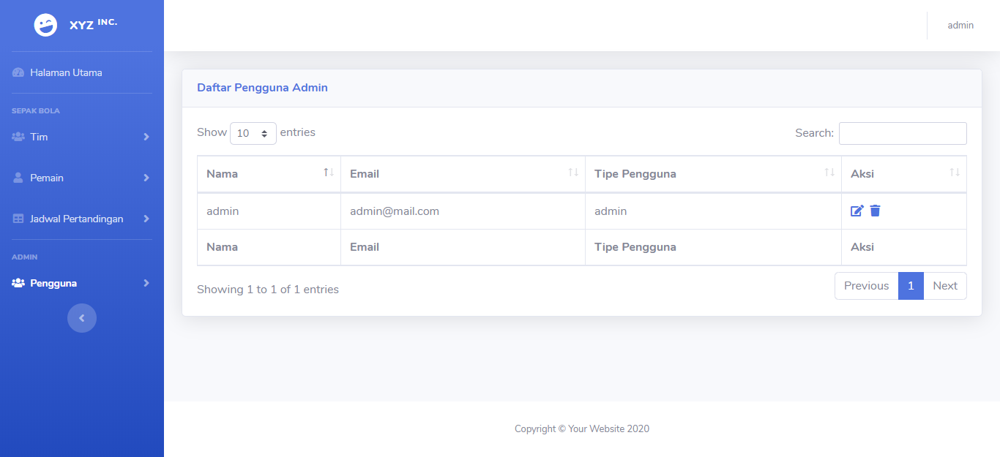 XYZ INC.
admin
Halaman Utama
SEPAK BOLA
Tim
Pemain
Jadwal Pertandingan
ADMIN
Pengguna
Daftar Pengguna Admin
Show 10 entries
Search:
Nama Email Tipe Pengguna Aksi
admin admin@mail.com admin
Nama Email Tipe Pengguna Aksi
Showing 1 to 1 of 1 entries
Previous 1 Next
Copyright © Your Website 2020